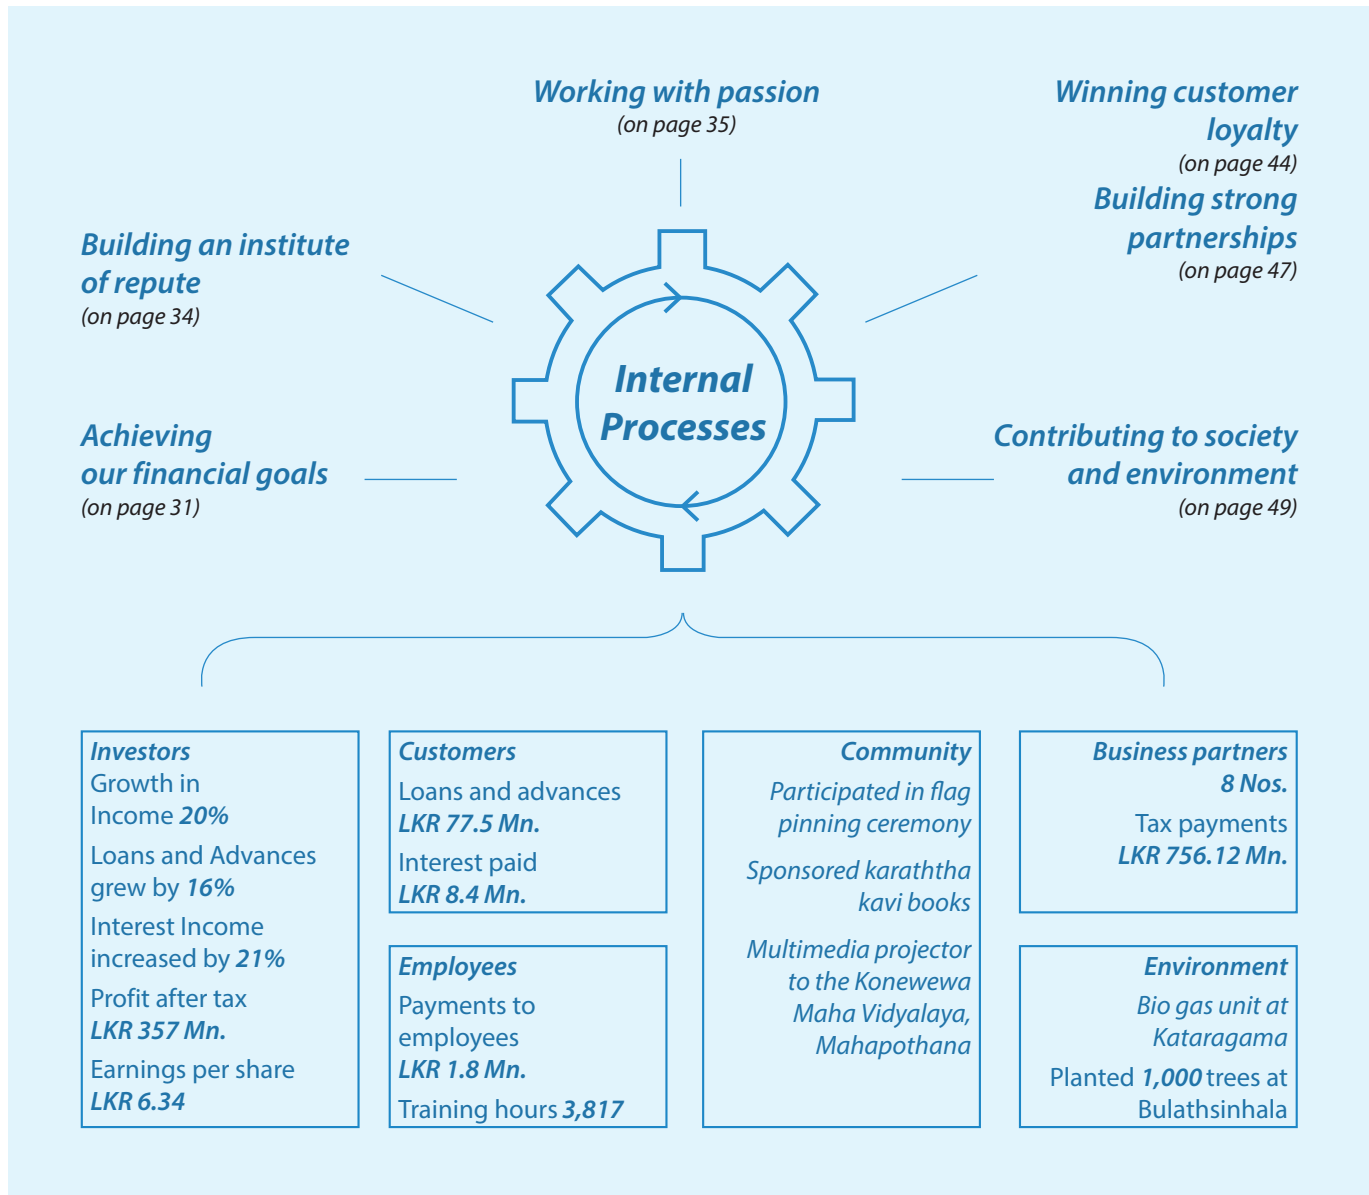 Working with passion
(on page 35)
Winning customer
loyalty
(on page 44)
Building strong
partnerships
(on page 47)
Building an institute
of repute
(on page 34)
Internal
Processes
Achieving
our financial goals
(on page 31)
Contributing to society
and environment
(on page 49)
Investors
Growth in
Income 20%
Loans and Advances
grew by 16%
Interest Income
increased by 21%
Profit after tax
LKR 357 Mn.
Earnings per share
LKR 6.34
Customers
Loans and advances
LKR 77.5 Mn.
Interest paid
LKR 8.4 Mn.
Employees
Payments to
employees
LKR 1.8 Mn.
Training hours 3,817
Community
Participated in flag
pinning ceremony
Sponsored karaththa
kavi books
Multimedia projector
to the Konewewa
Maha Vidyalaya,
Mahapothana
Business partners
8 Nos.
Tax payments
LKR 756.12 Mn.
Environment
Bio gas unit at
Kataragama
Planted 1,000 trees at
Bulathsinhala